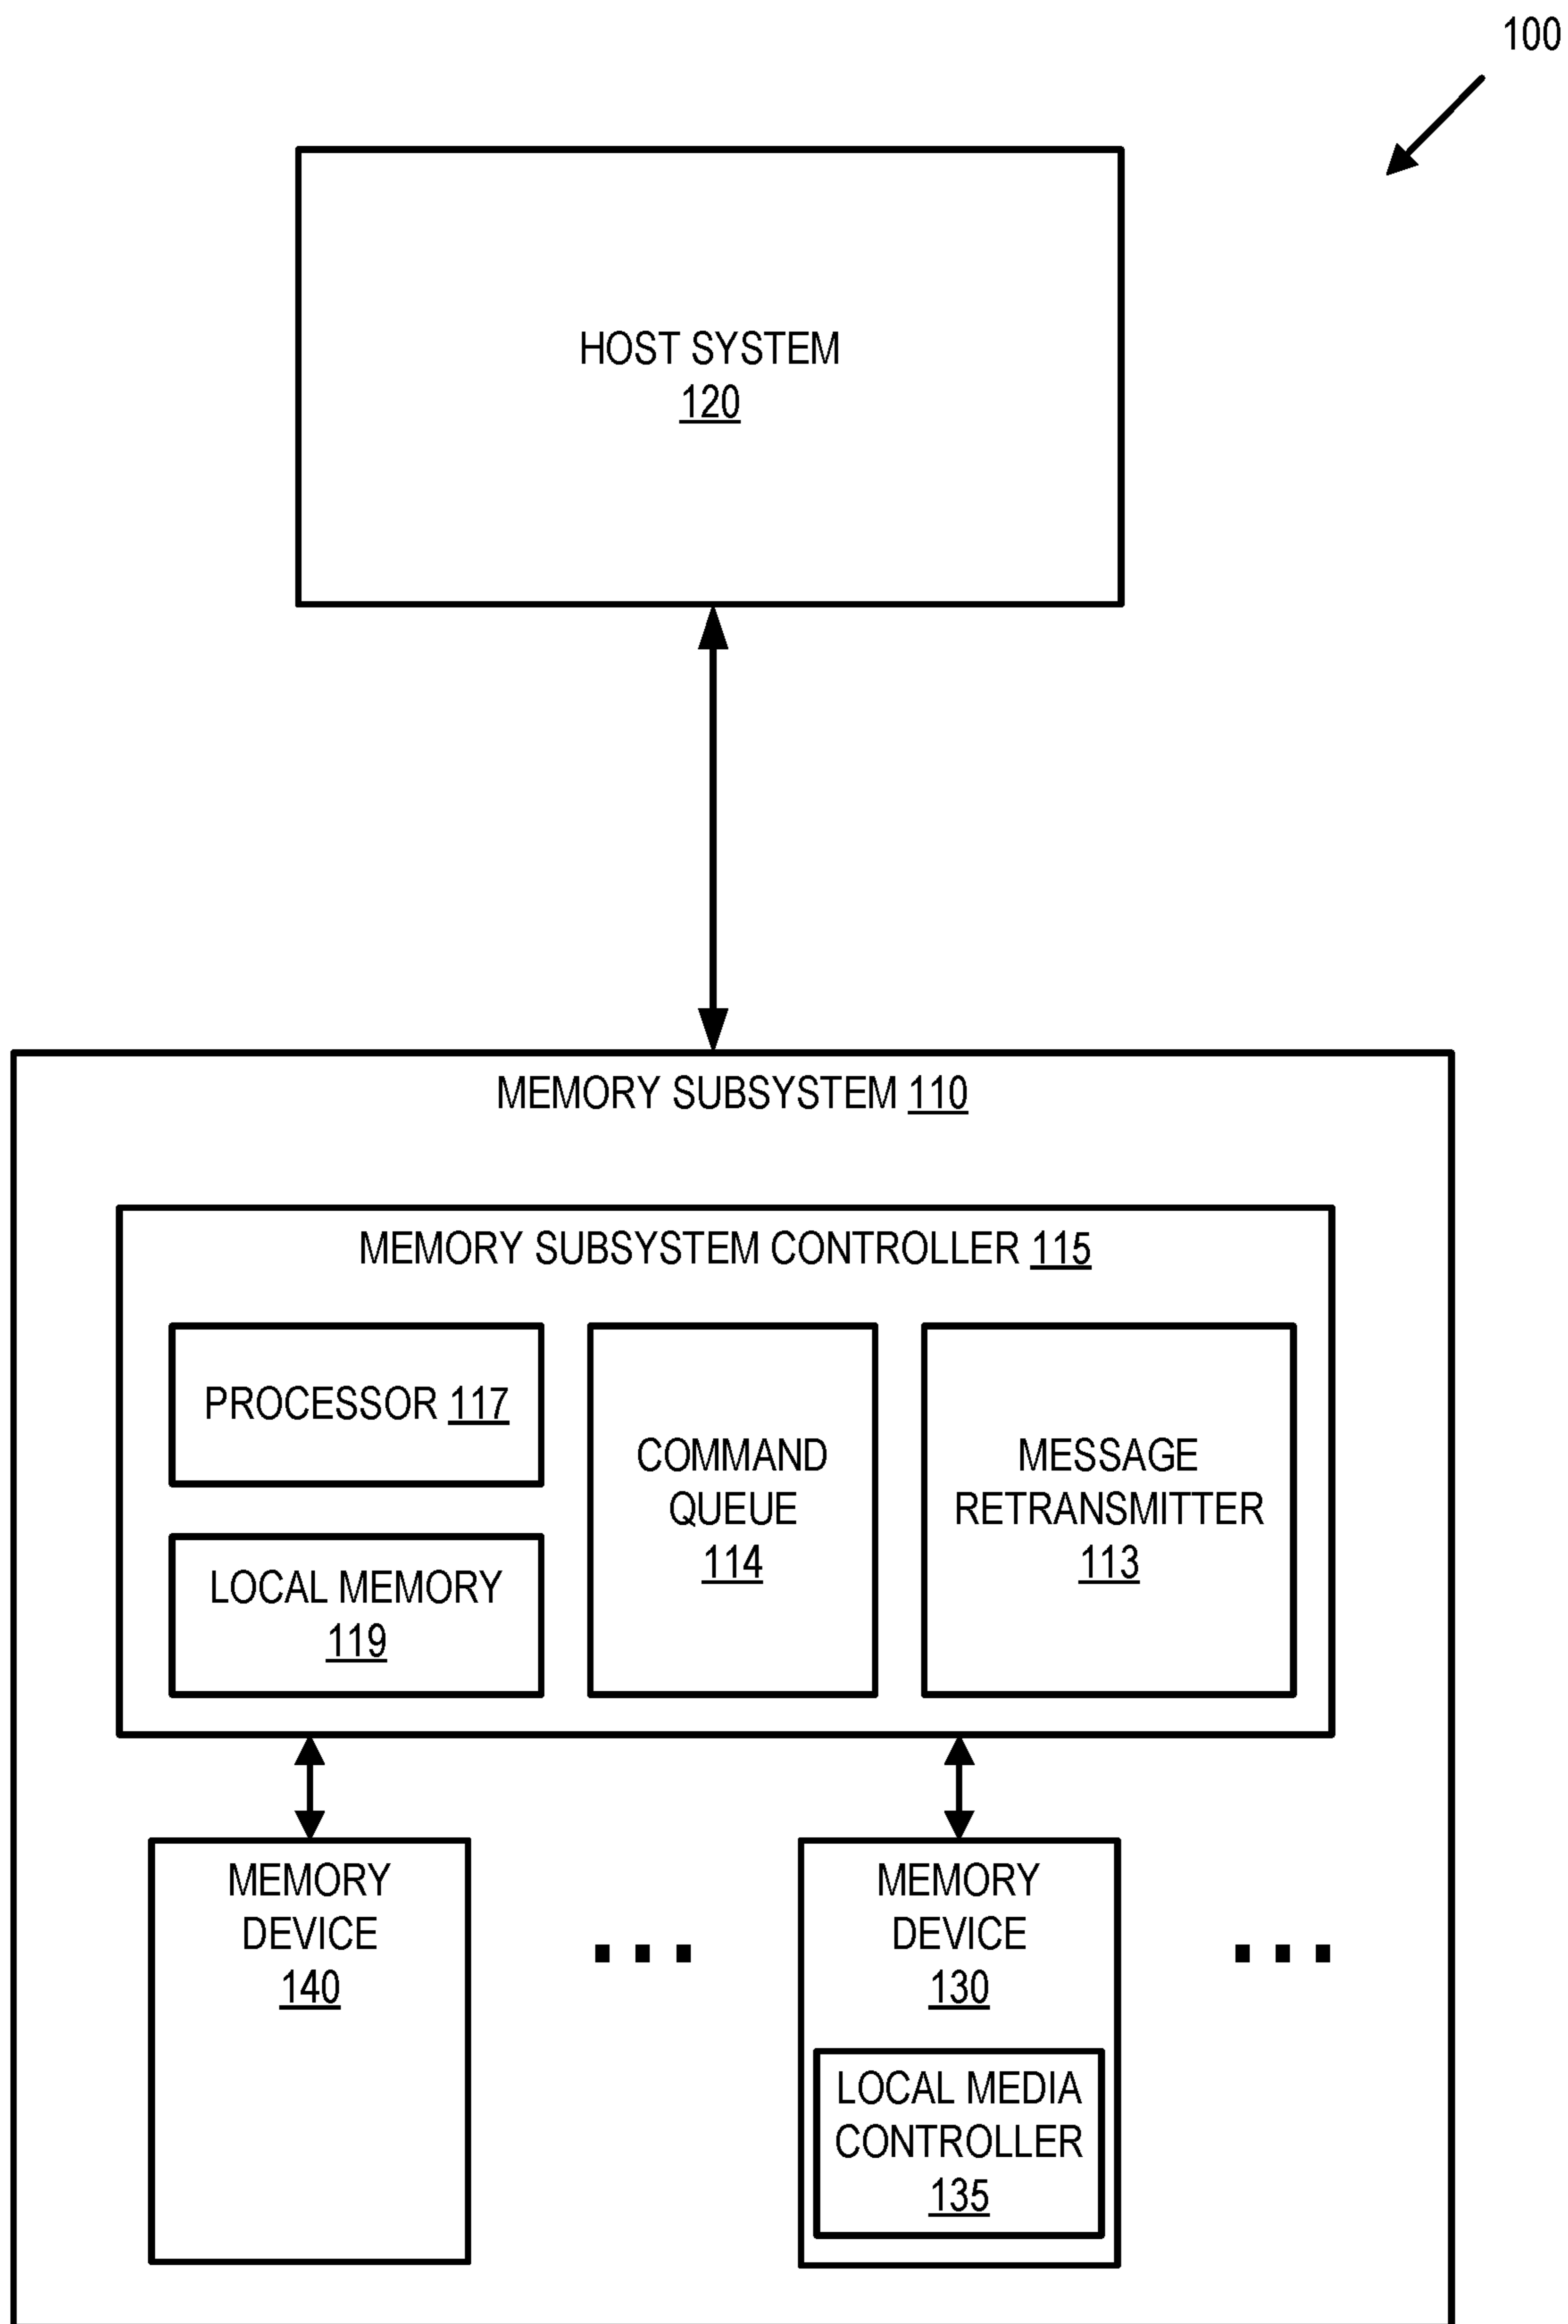 100
HOST SYSTEM
120
MEMORY SUBSYSTEM 110
MEMORY SUBSYSTEM CONTROLLER 115
PROCESSOR 117
LOCAL MEMORY
119
COMMAND
QUEUE
114
MESSAGE
RETRANSMITTER
113
MEMORY
DEVICE
140
MEMORY
DEVICE
130
LOCAL MEDIA
CONTROLLER
135